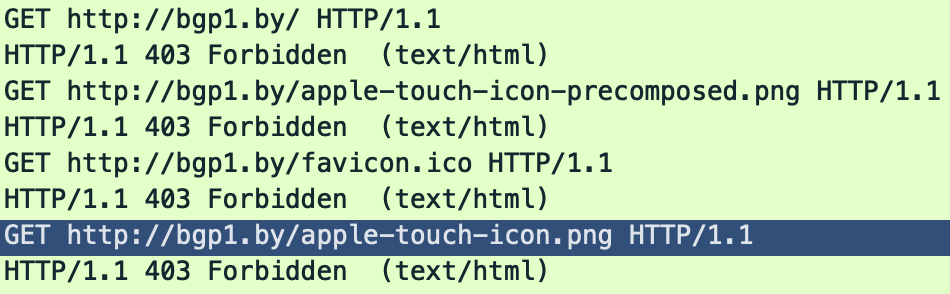 GET http://bgp1.by/ HTTP/1.1
HTTP/1.1 403 Forbidden  (text/html)
GET http://bgp1.by/apple-touch-icon-precomposed.png HTTP/1.1
HTTP/1.1 403 Forbidden  (text/html)
GET http://bgp1.by/favicon.ico HTTP/1.1
HTTP/1.1 403 Forbidden  (text/html)
GET http://bgp1.by/apple-touch-icon.png HTTP/1.1
HTTP/1.1 403 Forbidden  (text/html)